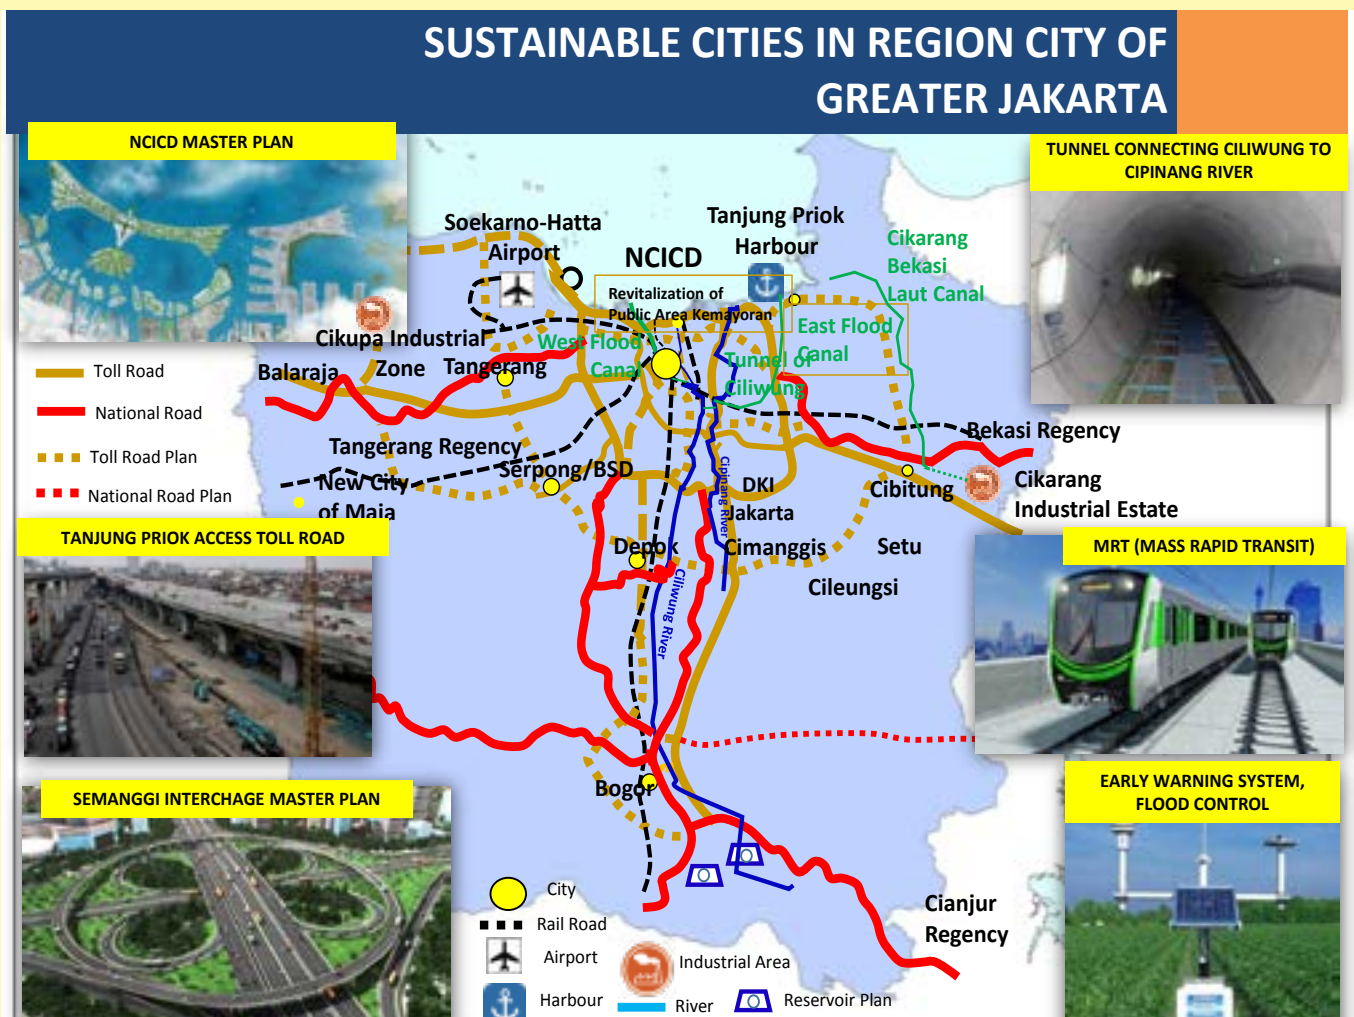 SUSTAINABLE CITIES IN REGION CITY OF
GREATER JAKARTA
NCICD MASTER PLAN
TUNNEL CONNECTING CILIWUNG TO
CIPINANG RIVER
Soekarno-Hatta
Airport
NCICD
Tanjung Priok
Harbour
Cikarang
Bekasi
Laut Canal
Revitalization of
Public Area Kemayoran
East Flood
Canal
West Flood
Canal
Tunnel of
Ciliwung
Cikupa Industrial
Zone
Tangerang
Balaraja
Toll Road
National Road
Toll Road Plan
National Road Plan
Tangerang Regency
Serpong/BSD
New City
of Maja
Cipinang River
DKI
Jakarta
Bekasi Regency
Cibitung
Cikarang
Industrial Estate
TANJUNG PRIOK ACCESS TOLL ROAD
Depok
Cimanggis
Setu
Cileungsi
Ciliwung River
MRT (MASS RAPID TRANSIT)
Bogor
SEMANGGI INTERCHAGE MASTER PLAN
EARLY WARNING SYSTEM,
FLOOD CONTROL
Cianjur
Regency
City
Rail Road
Airport
Industrial Area
Harbour
River
Reservoir Plan